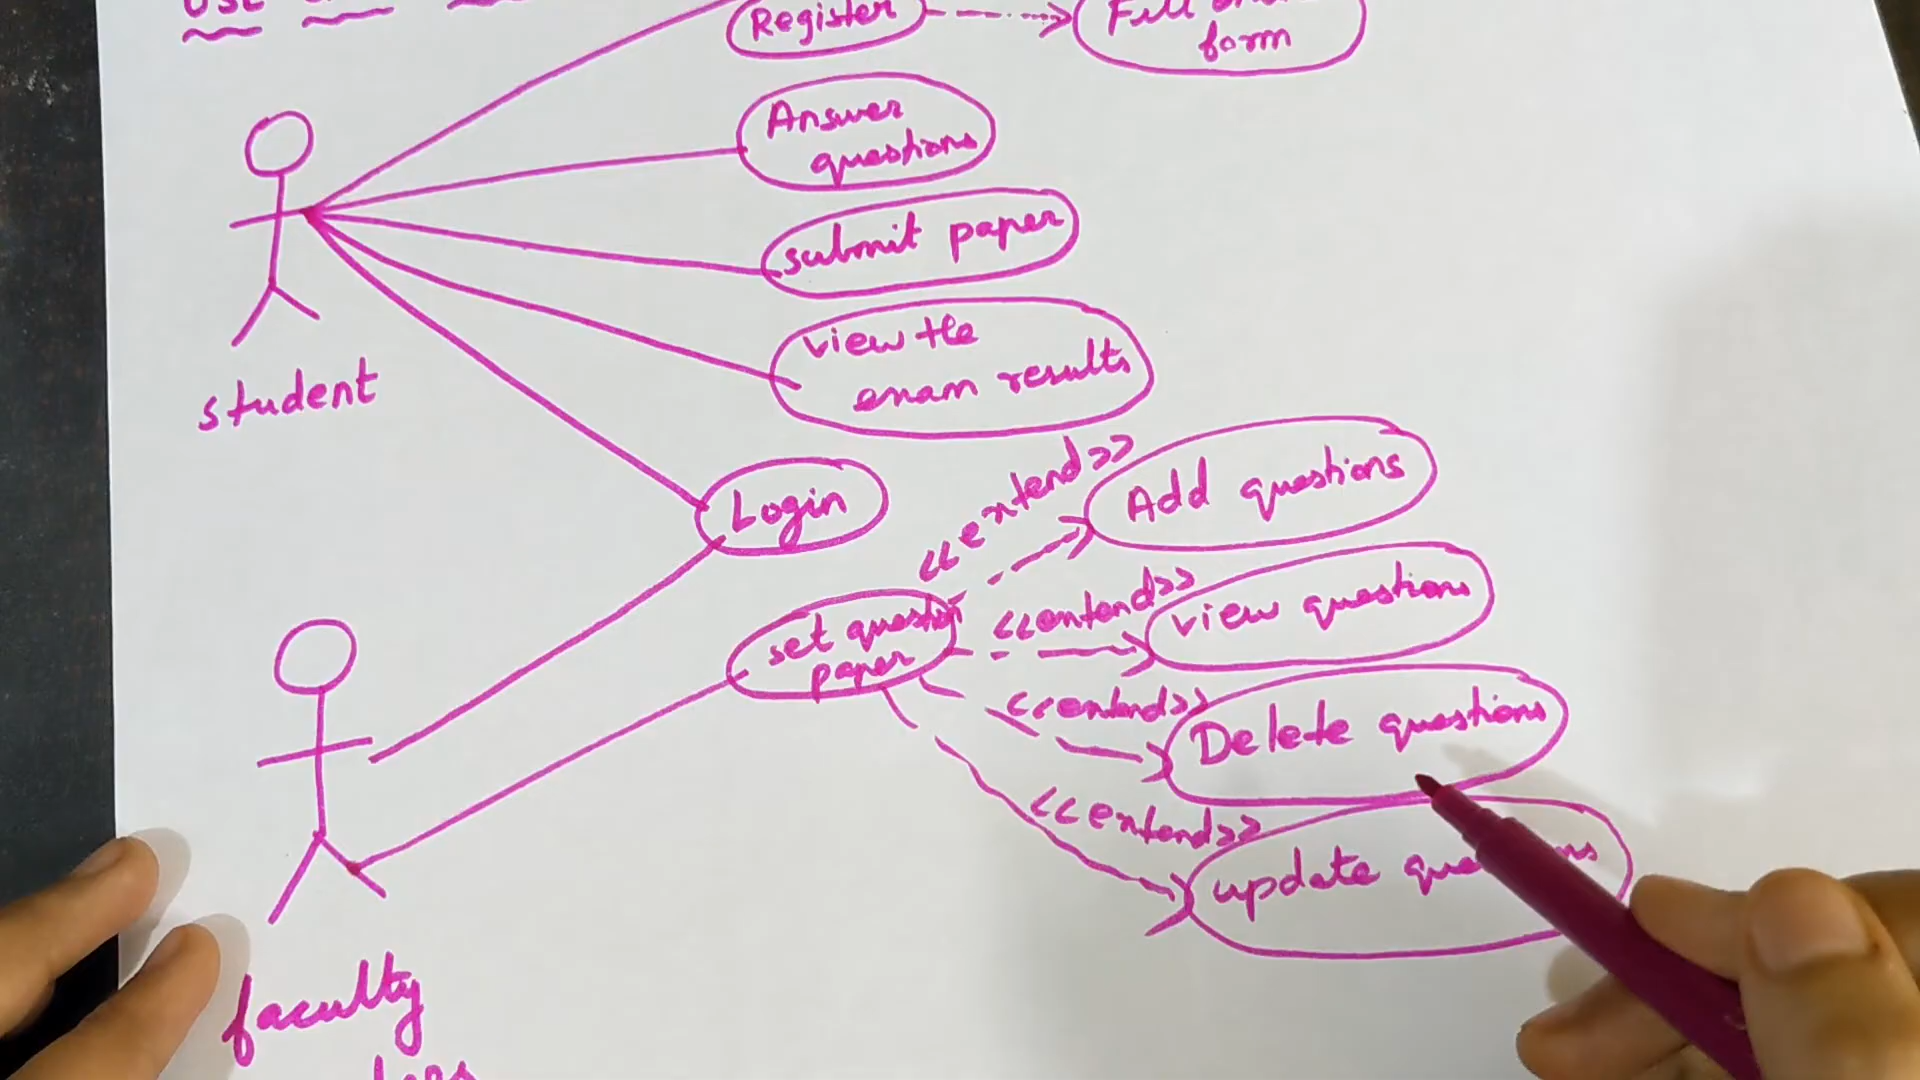 Register
Fill
form
Answer
questions
submit paper
view the
exam results
student
Login
<<extend>>
Add questions
set question
paper
<<extend>>
view questions
<<extend>>
Delete questions
<<extend>>
update
faculty